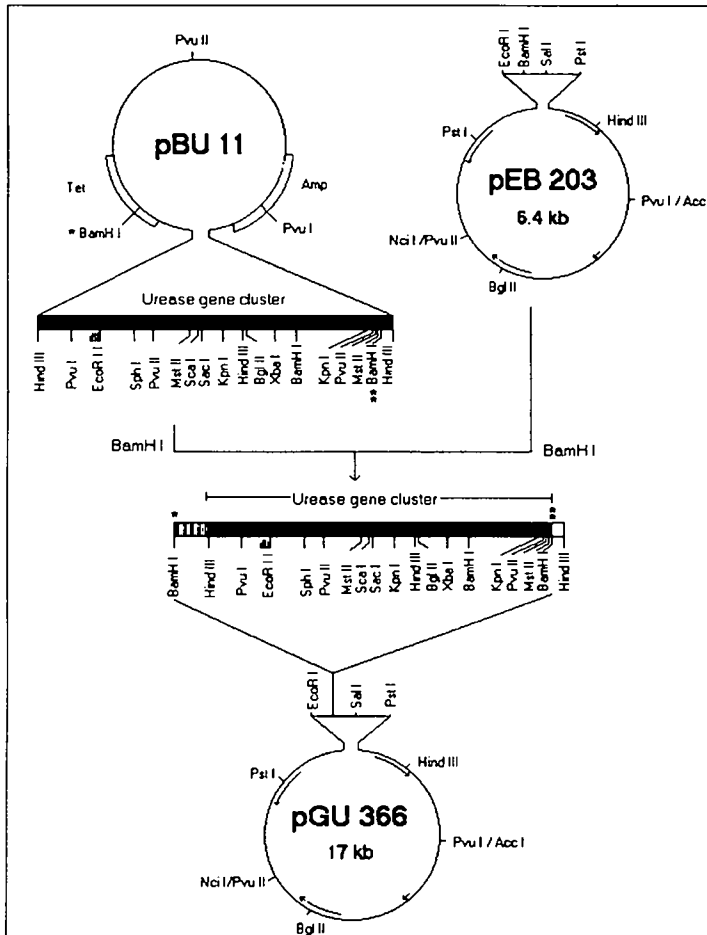 Pvu II
pBU 11
Tet
Amp
* BamH I
Pvu I
EcoR I
BamH I
Sal I
Pst I
Pst I
Hind III
pEB 203
6.4 kb
Pvu I / Acc I
Nci I/Pvu II
Bgl II
Urease gene cluster
Hind III
Pvu I
EcoR I
Sph I
Pvu II
Mst II
Sca I
Sac I
Kpn I
Hind III
Bgl II
Xba I
BamH I
Kpn I
Pvu II
Mst II
BamH I
**
Hind III
BamH I
BamH I
Urease gene cluster
*
**
BamH I
Hind III
Pvu I
EcoR I
Sph I
Pvu II
Mst II
Sca I
Sac I
Kpn I
Hind III
Bgl II
Xba I
BamH I
Kpn I
Pvu II
Mst II
BamH I
Hind III
EcoR I
Sal I
Pst I
Pst I
Hind III
pGU 366
17 kb
Pvu I / Acc I
Nci I/Pvu II
Bgl II